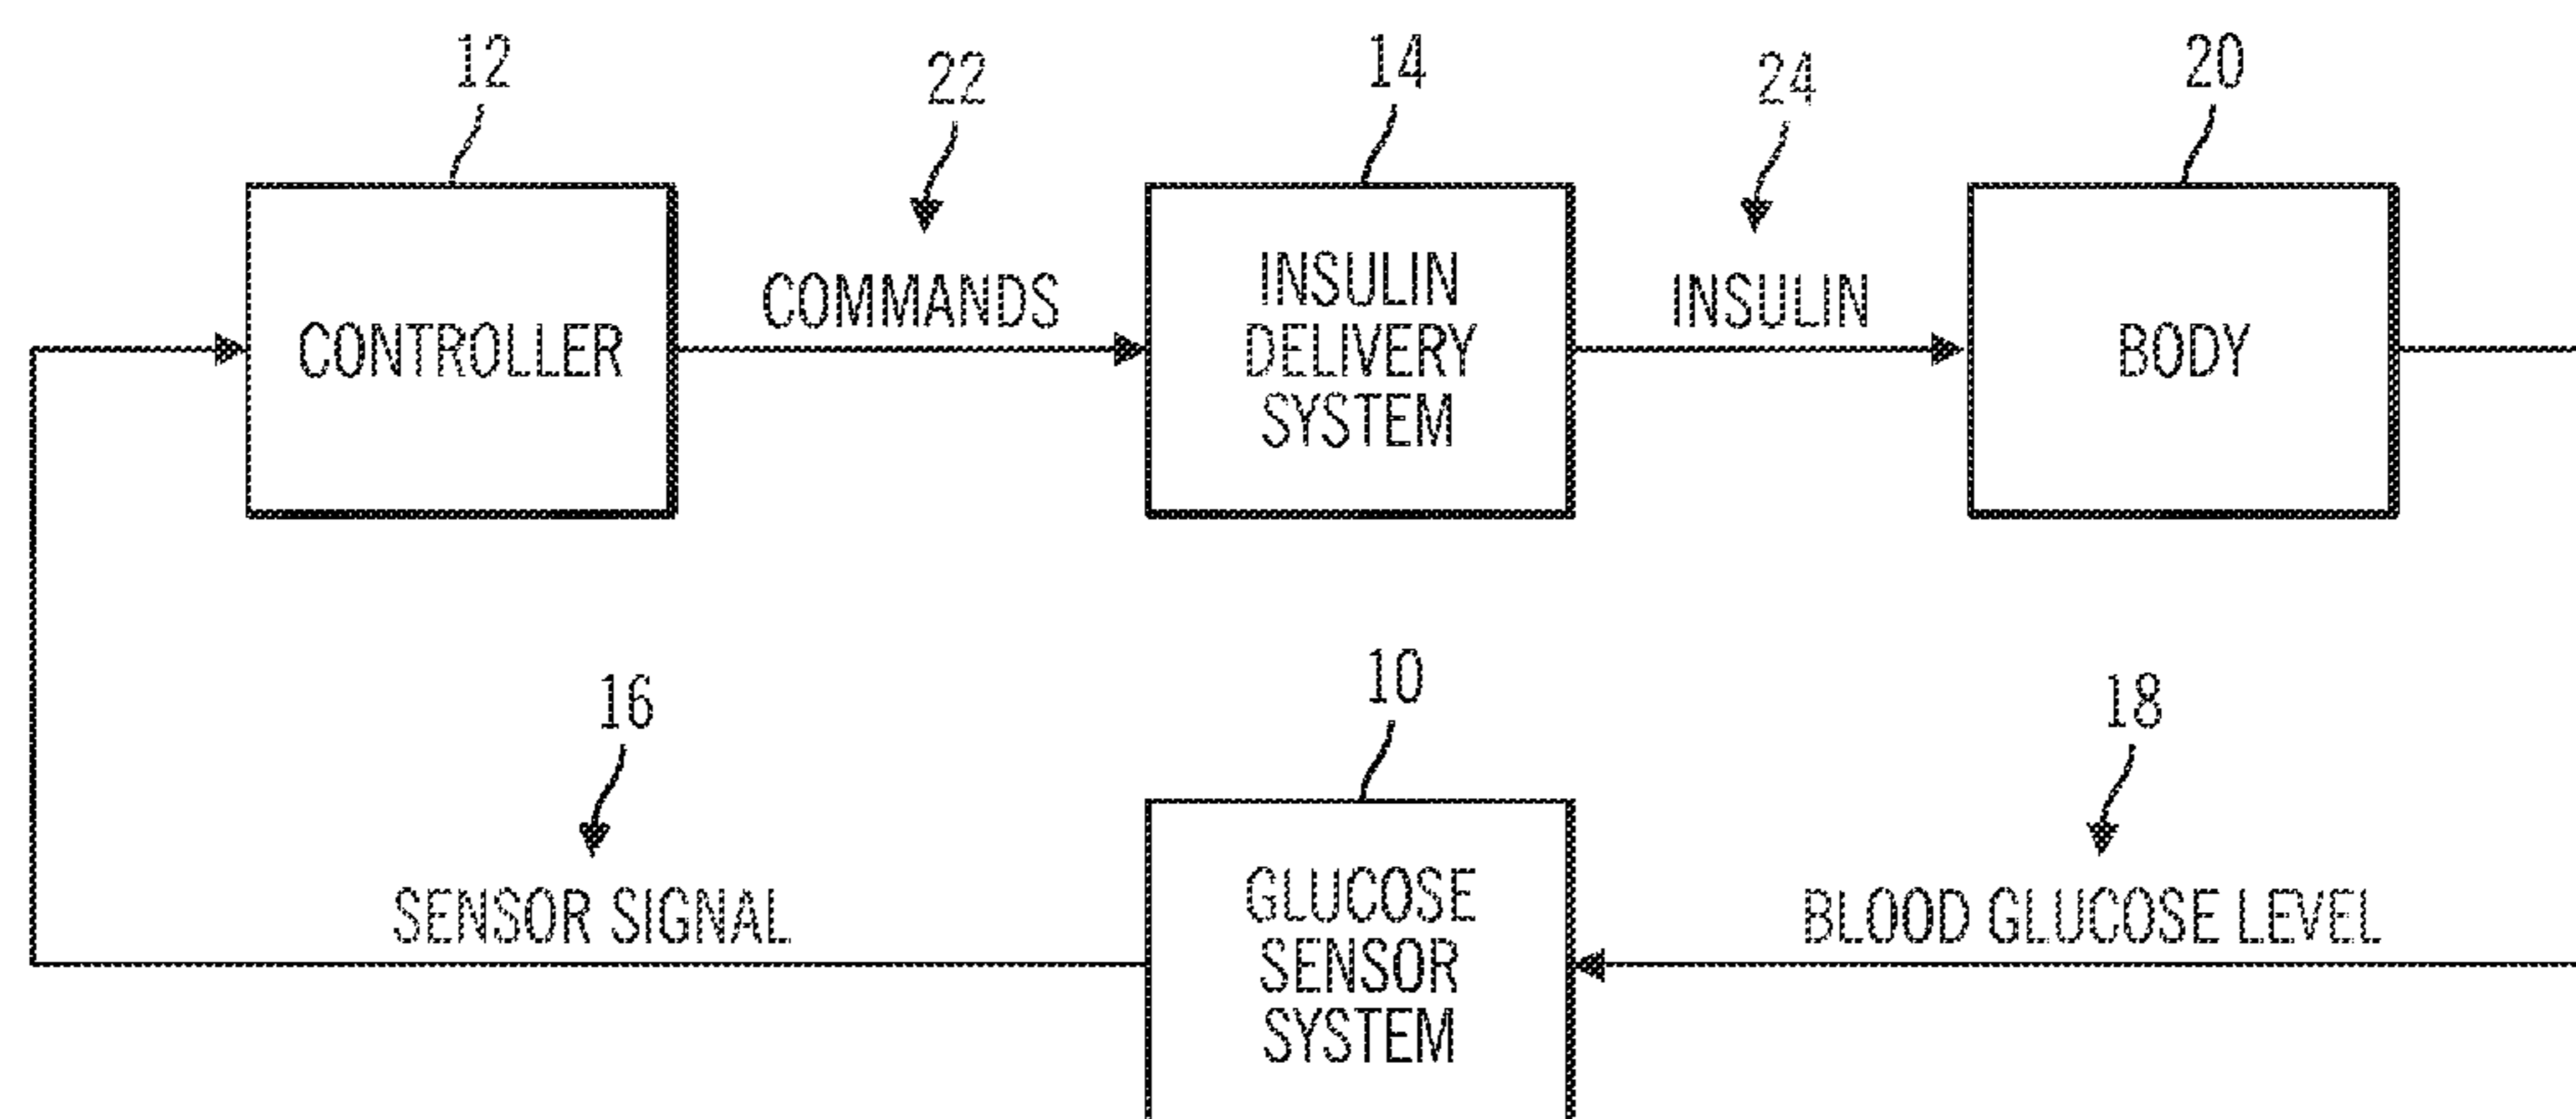 12
22
14
24
20
CONTROLLER
COMMANDS
INSULIN
DELIVERY
SYSTEM
INSULIN
BODY
16
10
18
SENSOR SIGNAL
GLUCOSE
SENSOR
SYSTEM
BLOOD GLUCOSE LEVEL